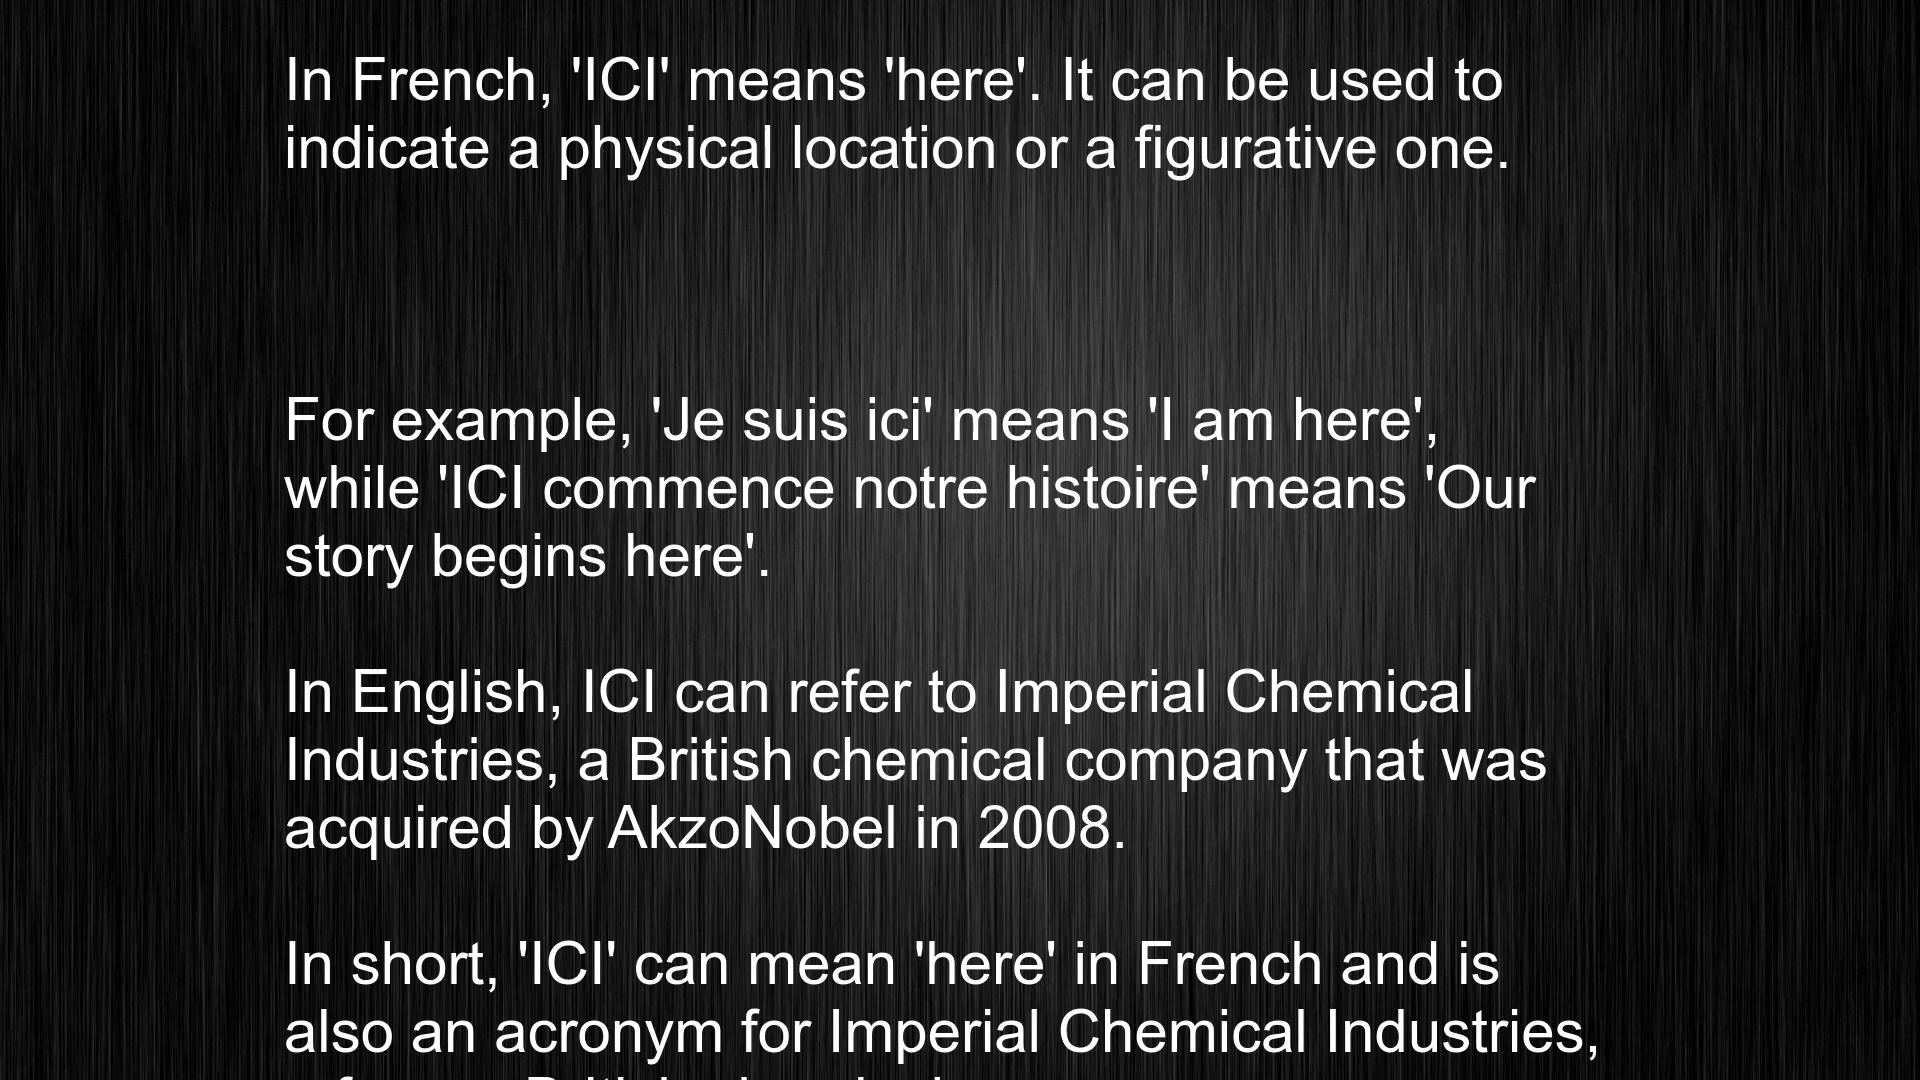 In French, 'ICI' means 'here'. It can be used to
indicate a physical location or a figurative one.
For example, 'Je suis ici' means 'I am here',
while 'ICI commence notre histoire' means 'Our
story begins here'.
In English, ICI can refer to Imperial Chemical
Industries, a British chemical company that was
acquired by AkzoNobel in 2008.
In short, 'ICI' can mean 'here' in French and is
also an acronym for Imperial Chemical Industries,